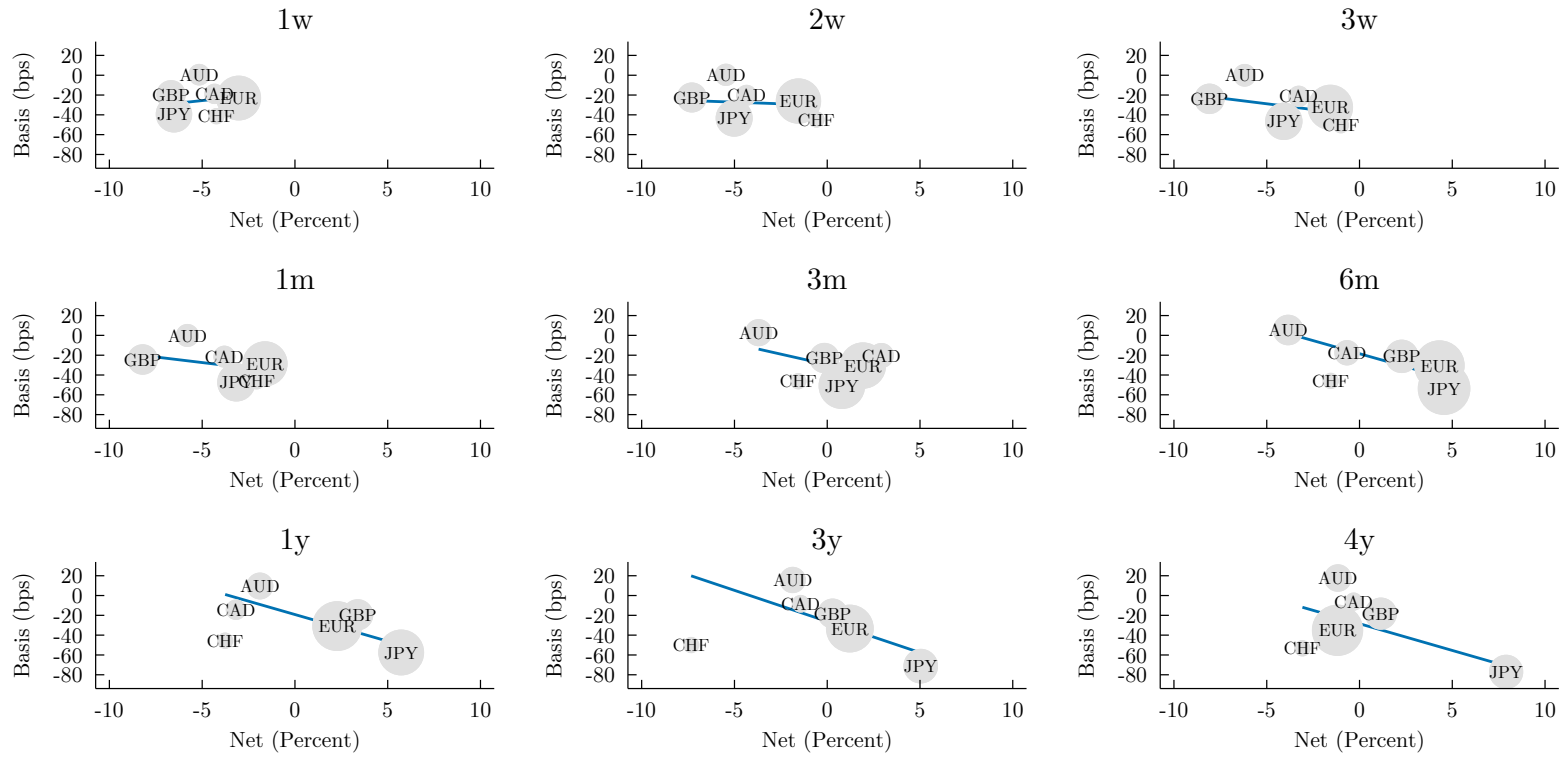 1w
2w
3w
Basis (bps)
20
0
-20
-40
-60
-80
AUD
GBP
CAD
EUR
JPY
CHF
-10
-5
0
5
10
Net (Percent)
Basis (bps)
20
0
-20
-40
-60
-80
AUD
GBP
CAD
EUR
JPY
CHF
-10
-5
0
5
10
Net (Percent)
Basis (bps)
20
0
-20
-40
-60
-80
AUD
GBP
CAD
EUR
JPY
CHF
-10
-5
0
5
10
Net (Percent)
1m
3m
6m
Basis (bps)
20
0
-20
-40
-60
-80
AUD
GBP
CAD
EUR
JPY
CHF
-10
-5
0
5
10
Net (Percent)
Basis (bps)
20
0
-20
-40
-60
-80
AUD
GBP
CAD
EUR
CHF
JPY
-10
-5
0
5
10
Net (Percent)
Basis (bps)
20
0
-20
-40
-60
-80
AUD
CAD
GBP
EUR
CHF
JPY
-10
-5
0
5
10
Net (Percent)
1y
3y
4y
Basis (bps)
20
0
-20
-40
-60
-80
AUD
CAD
GBP
EUR
CHF
JPY
-10
-5
0
5
10
Net (Percent)
Basis (bps)
20
0
-20
-40
-60
-80
AUD
CAD
GBP
EUR
CHF
JPY
-10
-5
0
5
10
Net (Percent)
Basis (bps)
20
0
-20
-40
-60
-80
AUD
CAD
GBP
EUR
CHF
JPY
-10
-5
0
5
10
Net (Percent)